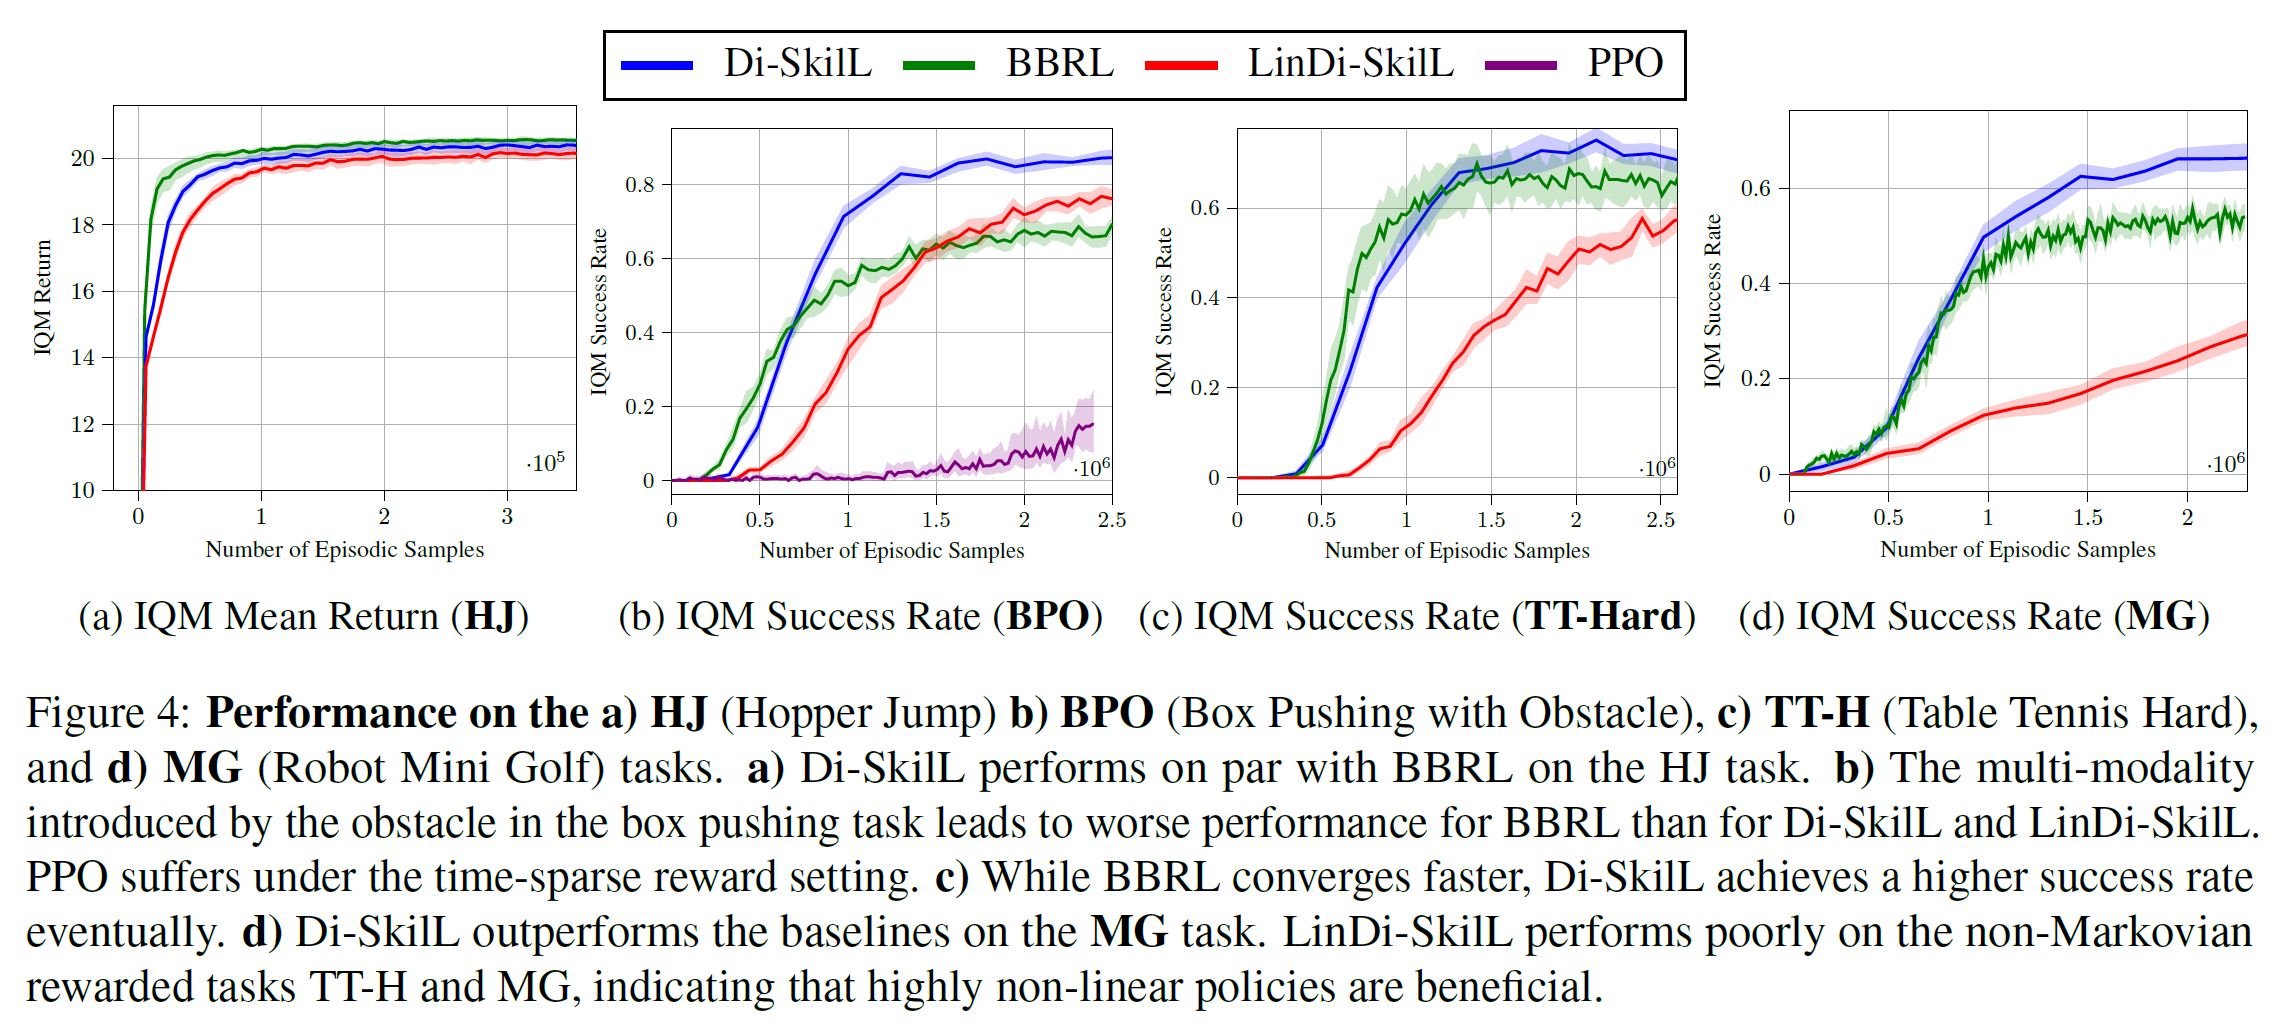 Di-SkilL BBRL LinDi-SkilL PPO
IQM Return
20
18
16
14
12
10
0 1 2 3
·10⁵
Number of Episodic Samples
IQM Success Rate
0.8
0.6
0.4
0.2
0
0 0.5 1 1.5 2 2.5
·10⁶
Number of Episodic Samples
IQM Success Rate
0.6
0.4
0.2
0
0 0.5 1 1.5 2 2.5
·10⁶
Number of Episodic Samples
IQM Success Rate
0.6
0.4
0.2
0
0 0.5 1 1.5 2
·10⁶
Number of Episodic Samples
(a) IQM Mean Return (HJ) (b) IQM Success Rate (BPO) (c) IQM Success Rate (TT-Hard) (d) IQM Success Rate (MG)
Figure 4: Performance on the a) HJ (Hopper Jump) b) BPO (Box Pushing with Obstacle), c) TT-H (Table Tennis Hard),
and d) MG (Robot Mini Golf) tasks. a) Di-SkilL performs on par with BBRL on the HJ task. b) The multi-modality
introduced by the obstacle in the box pushing task leads to worse performance for BBRL than for Di-SkilL and LinDi-SkilL.
PPO suffers under the time-sparse reward setting. c) While BBRL converges faster, Di-SkilL achieves a higher success rate
eventually. d) Di-SkilL outperforms the baselines on the MG task. LinDi-SkilL performs poorly on the non-Markovian
rewarded tasks TT-H and MG, indicating that highly non-linear policies are beneficial.